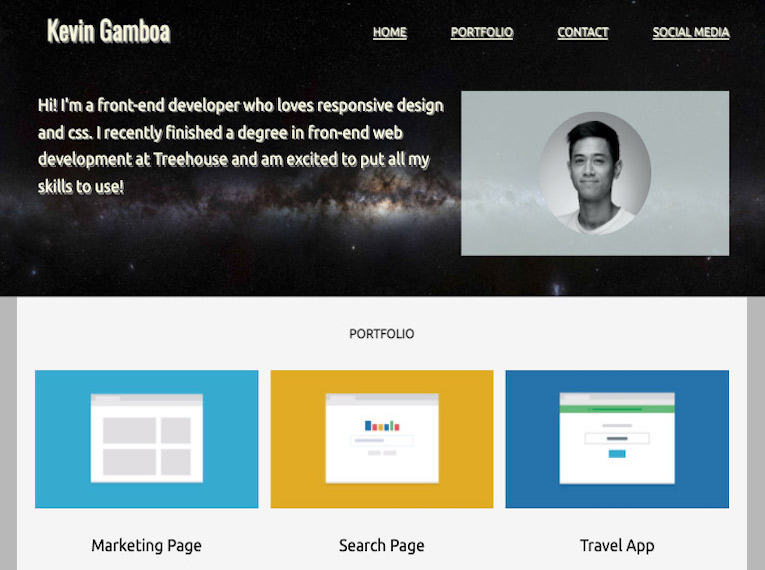 Kevin Gamboa
HOME PORTFOLIO CONTACT SOCIAL MEDIA
Hi! I'm a front-end developer who loves responsive design
and css. I recently finished a degree in fron-end web
development at Treehouse and am excited to put all my
skills to use!
PORTFOLIO
Marketing Page Search Page Travel App